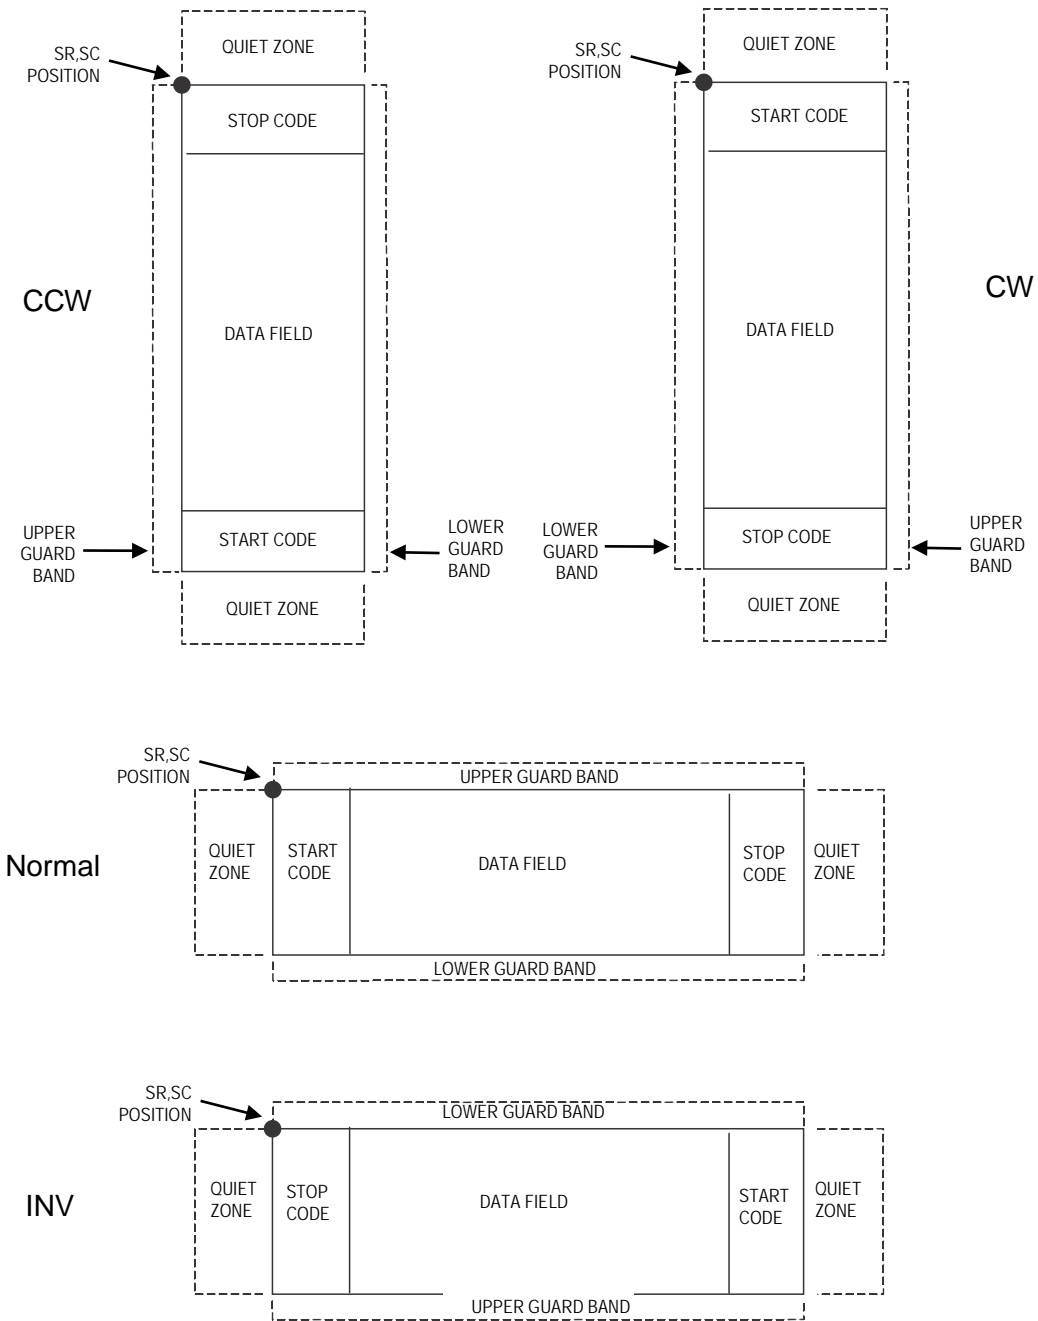 QUIET ZONE
SR,SC
POSITION
STOP CODE
CCW
DATA FIELD
UPPER
GUARD
BAND
START CODE
LOWER
GUARD
BAND
QUIET ZONE
QUIET ZONE
SR,SC
POSITION
START CODE
CW
DATA FIELD
LOWER
GUARD
BAND
STOP CODE
UPPER
GUARD
BAND
QUIET ZONE
SR,SC
POSITION
UPPER GUARD BAND
Normal
QUIET
ZONE
START
CODE
DATA FIELD
STOP
CODE
QUIET
ZONE
LOWER GUARD BAND
SR,SC
POSITION
LOWER GUARD BAND
INV
QUIET
ZONE
STOP
CODE
DATA FIELD
START
CODE
QUIET
ZONE
UPPER GUARD BAND